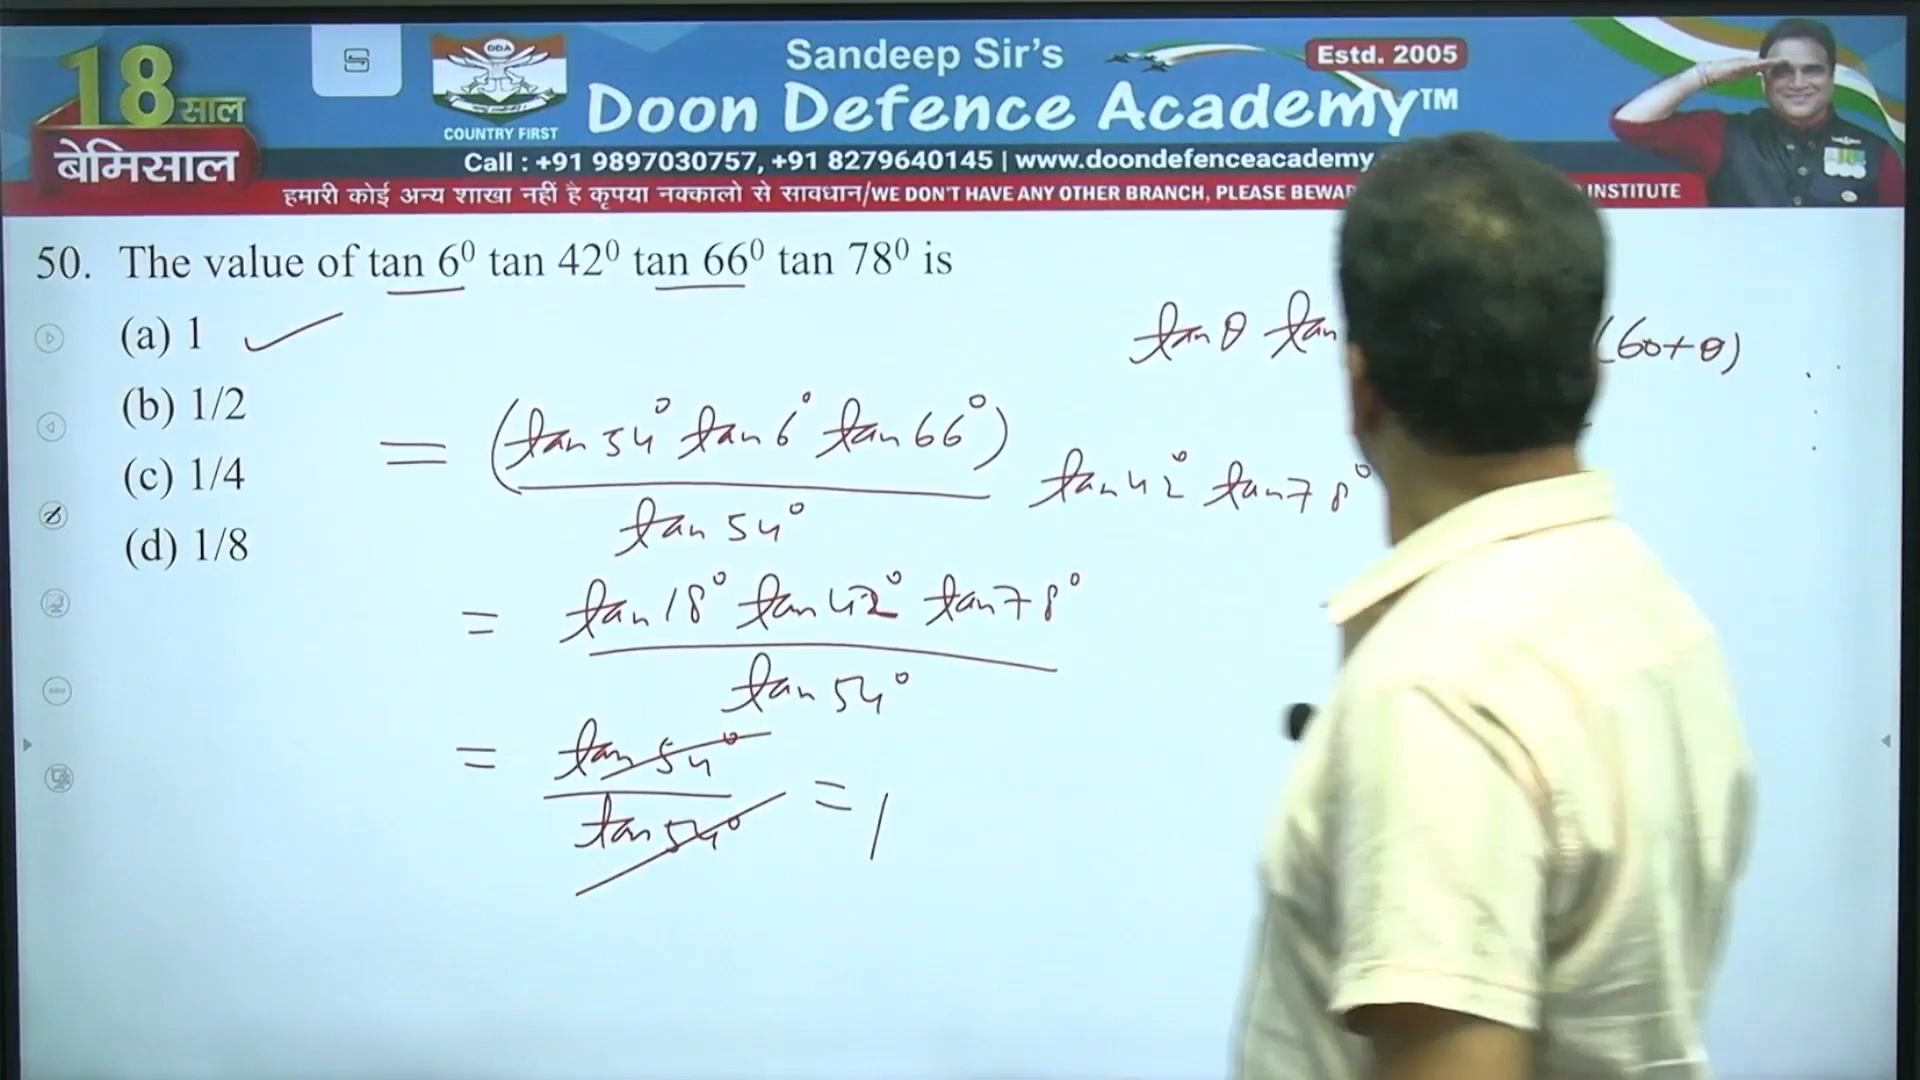 18 साल
बेमिसाल
DDA
COUNTRY FIRST
Sandeep Sir's
Estd. 2005
Doon Defence Academy™
Call : +91 9897030757, +91 8279640145 | www.doondefenceacademy
हमारी कोई अन्य शाखा नहीं है कृपया नक्कालो से सावधान/WE DON'T HAVE ANY OTHER BRANCH, PLEASE BEWAR INSTITUTE
50. The value of tan 6⁰ tan 42⁰ tan 66⁰ tan 78⁰ is
(a) 1
(b) 1/2
(c) 1/4
(d) 1/8
tan θ tan (60+θ)
= (tan 54° tan 6° tan 66°) tan 42° tan 78°
tan 54°
= tan 18° tan 42° tan 78°
tan 54°
= tan 54°
tan 54° = 1